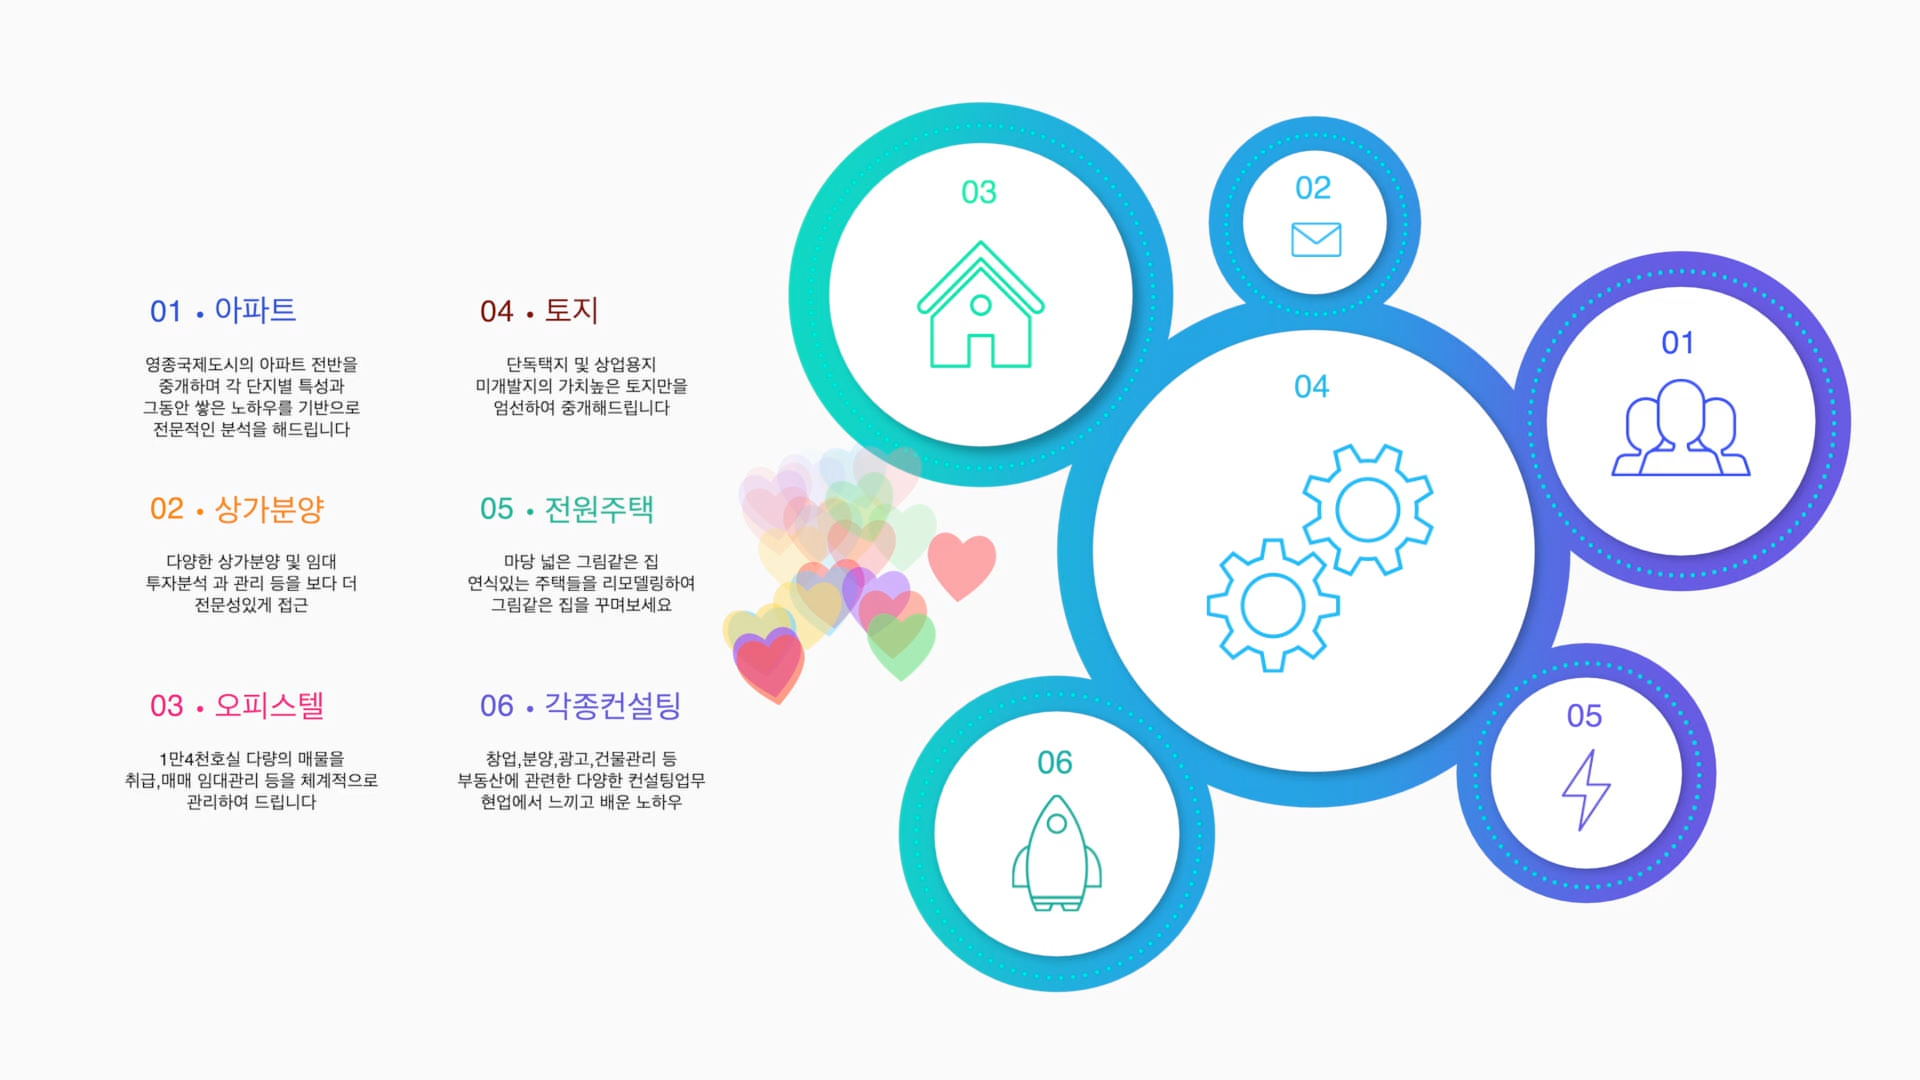 01 • 아파트
영종국제도시의 아파트 전반을
중개하며 각 단지별 특성과
그동안 쌓은 노하우를 기반으로
전문적인 분석을 해드립니다
02 • 상가분양
다양한 상가분양 및 임대
투자분석 과 관리 등을 보다 더
전문성있게 접근
03 • 오피스텔
1만4천호실 다량의 매물을
취급,매매 임대관리 등을 체계적으로
관리하여 드립니다
04 • 토지
단독택지 및 상업용지
미개발지의 가치높은 토지만을
엄선하여 중개해드립니다
05 • 전원주택
마당 넓은 그림같은 집
연식있는 주택들을 리모델링하여
그림같은 집을 꾸며보세요
06 • 각종컨설팅
창업,분양,광고,건물관리 등
부동산에 관련한 다양한 컨설팅업무
현업에서 느끼고 배운 노하우
03
02
01
04
05
06